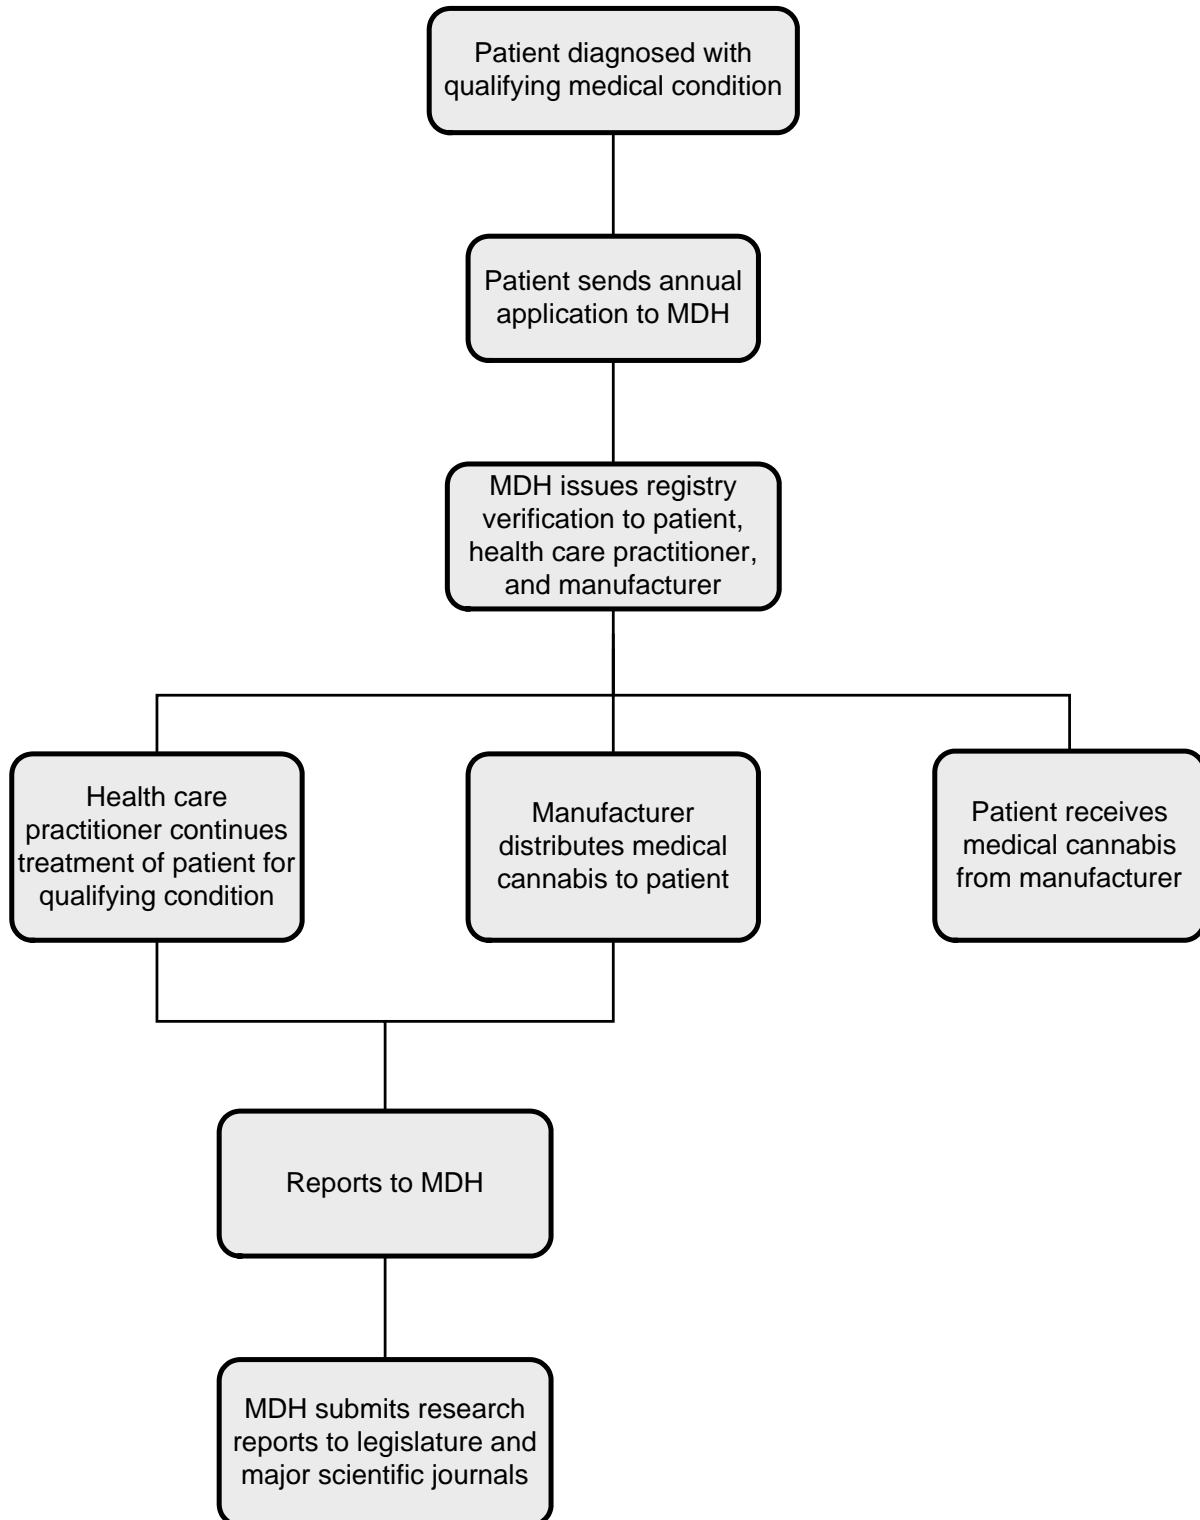 Patient diagnosed with
qualifying medical condition
Patient sends annual
application to MDH
MDH issues registry
verification to patient,
health care practitioner,
and manufacturer
Health care
practitioner continues
treatment of patient for
qualifying condition
Manufacturer
distributes medical
cannabis to patient
Patient receives
medical cannabis
from manufacturer
Reports to MDH
MDH submits research
reports to legislature and
major scientific journals